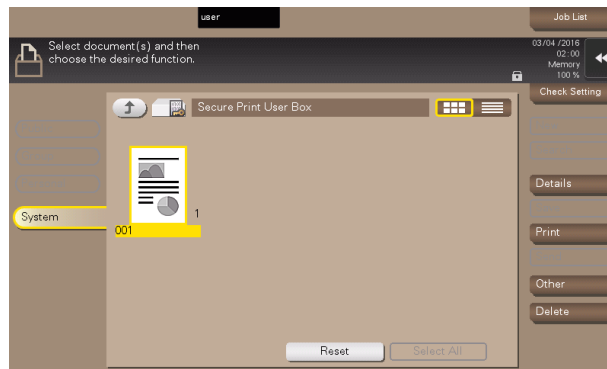 user
Job List
Select document(s) and then
choose the desired function.
03/04 /2016
02:00
Memory
100 %
Check Setting
Secure Print User Box
System
1
001
Details
Print
Other
Delete
Reset
Select All